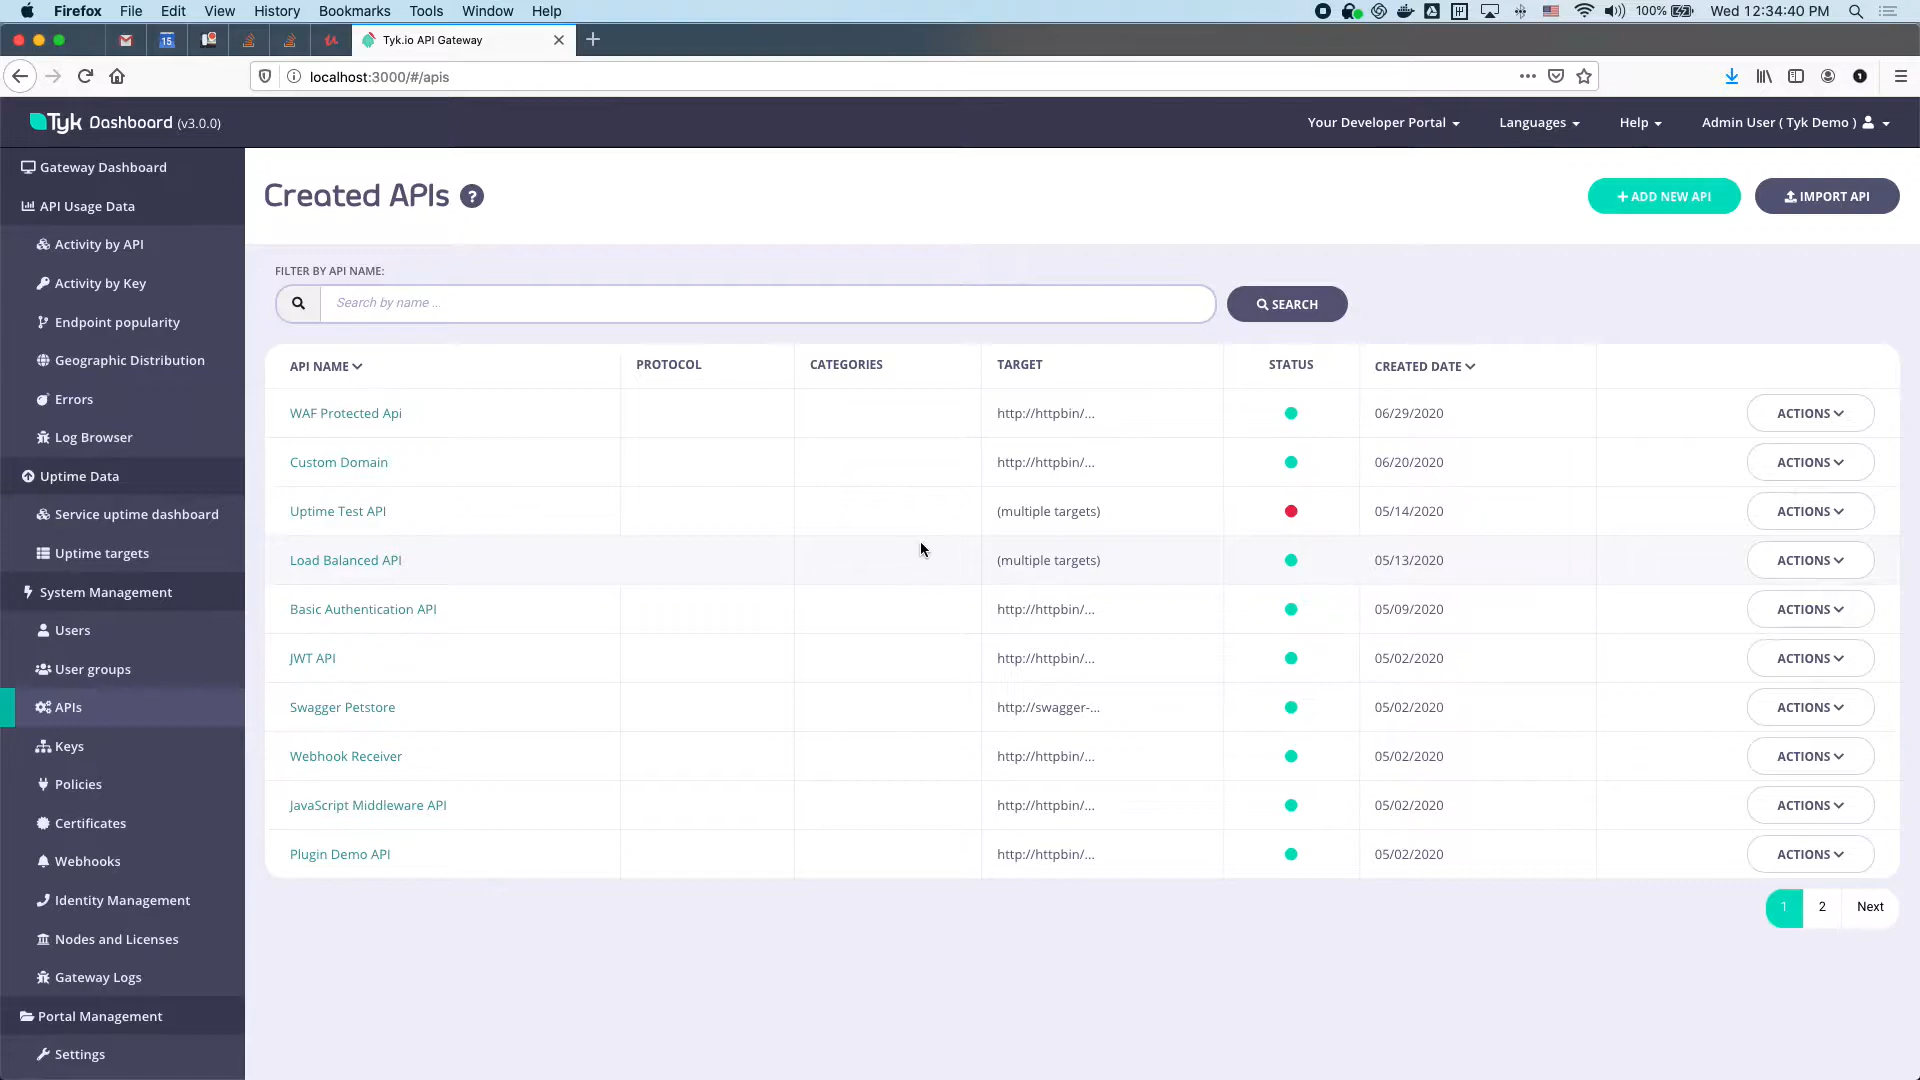 Firefox File Edit View History Bookmarks Tools Window Help 100% Wed 12:34:40 PM
15 Tyk.io API Gateway
localhost:3000/#/apis
Tyk Dashboard (v3.0.0) Your Developer Portal Languages Help Admin User ( Tyk Demo )
Gateway Dashboard
API Usage Data
Activity by API
Activity by Key
Endpoint popularity
Geographic Distribution
Errors
Log Browser
Uptime Data
Service uptime dashboard
Uptime targets
System Management
Users
User groups
APIs
Keys
Policies
Certificates
Webhooks
Identity Management
Nodes and Licenses
Gateway Logs
Portal Management
Settings
Created APIs ? + ADD NEW API IMPORT API
FILTER BY API NAME:
Search by name ... SEARCH
API NAME PROTOCOL CATEGORIES TARGET STATUS CREATED DATE
WAF Protected Api http://httpbin/... 06/29/2020 ACTIONS
Custom Domain http://httpbin/... 06/20/2020 ACTIONS
Uptime Test API (multiple targets) 05/14/2020 ACTIONS
Load Balanced API (multiple targets) 05/13/2020 ACTIONS
Basic Authentication API http://httpbin/... 05/09/2020 ACTIONS
JWT API http://httpbin/... 05/02/2020 ACTIONS
Swagger Petstore http://swagger-... 05/02/2020 ACTIONS
Webhook Receiver http://httpbin/... 05/02/2020 ACTIONS
JavaScript Middleware API http://httpbin/... 05/02/2020 ACTIONS
Plugin Demo API http://httpbin/... 05/02/2020 ACTIONS
1 2 Next